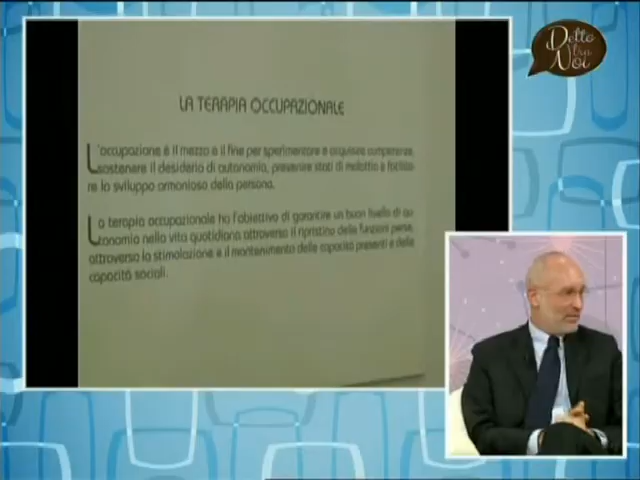 Detto
tra
Noi
LA TERAPIA OCCUPAZIONALE
L'occupazione è il mezzo e il fine per sperimentare e acquisire competenze,
sostenere il desiderio di autonomia, prevenire stati di malattia e facilita-
re lo sviluppo armonioso della persona.
La terapia occupazionale ha l'obiettivo di garantire un buon livello di au-
tonomia nella vita quotidiana attraverso il ripristino delle funzioni perse,
attraverso la stimolazione e il mantenimento delle capacità presenti e delle
capacità sociali.